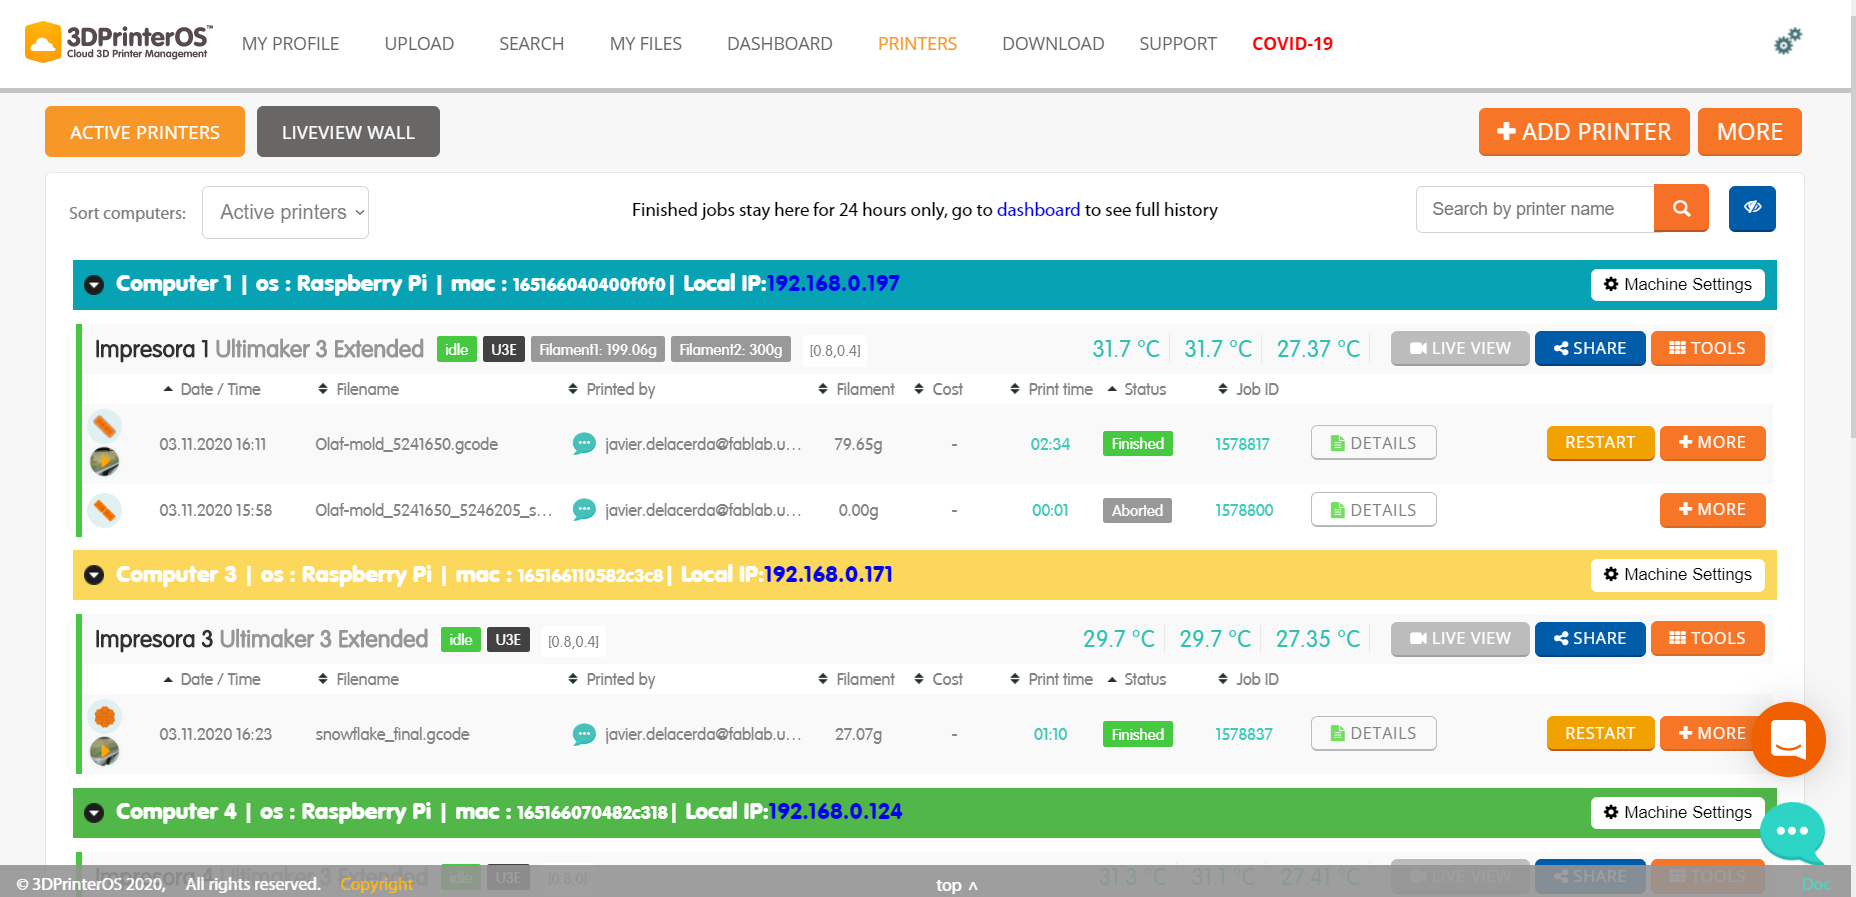 3DPrinterOS™
Cloud 3D Printer Management
MY PROFILE UPLOAD SEARCH MY FILES DASHBOARD PRINTERS DOWNLOAD SUPPORT COVID-19
ACTIVE PRINTERS LIVEVIEW WALL ADD PRINTER MORE
Sort computers: Active printers Finished jobs stay here for 24 hours only, go to dashboard to see full history Search by printer name
Computer 1 | os : Raspberry Pi | mac : 165166040400f0f0| Local IP:192.168.0.197 Machine Settings
Impresora 1 Ultimaker 3 Extended idle U3E Filament1: 199.06g Filament2: 300g [0.8,0.4] 31.7 °C 31.7 °C 27.37 °C LIVE VIEW SHARE TOOLS
Date / Time Filename Printed by Filament Cost Print time Status Job ID
03.11.2020 16:11 Olaf-mold_5241650.gcode javier.delacerda@fablab.u... 79.65g - 02:34 Finished 1578817 DETAILS RESTART MORE
03.11.2020 15:58 Olaf-mold_5241650_5246205_s... javier.delacerda@fablab.u... 0.00g - 00:01 Aborted 1578800 DETAILS MORE
Computer 3 | os : Raspberry Pi | mac : 165166110582c3c8| Local IP:192.168.0.171 Machine Settings
Impresora 3 Ultimaker 3 Extended idle U3E [0.8,0.4] 29.7 °C 29.7 °C 27.35 °C LIVE VIEW SHARE TOOLS
Date / Time Filename Printed by Filament Cost Print time Status Job ID
03.11.2020 16:23 snowflake_final.gcode javier.delacerda@fablab.u... 27.07g - 01:10 Finished 1578837 DETAILS RESTART MORE
Computer 4 | os : Raspberry Pi | mac : 165166070482c318| Local IP:192.168.0.124 Machine Settings
Impresora 4 Ultimaker 3 Extended idle U3E [0.8,0] 31.3 °C 31.1 °C 27.41 °C LIVE VIEW SHARE TOOLS
© 3DPrinterOS 2020, All rights reserved. Copyright top ^ Doc